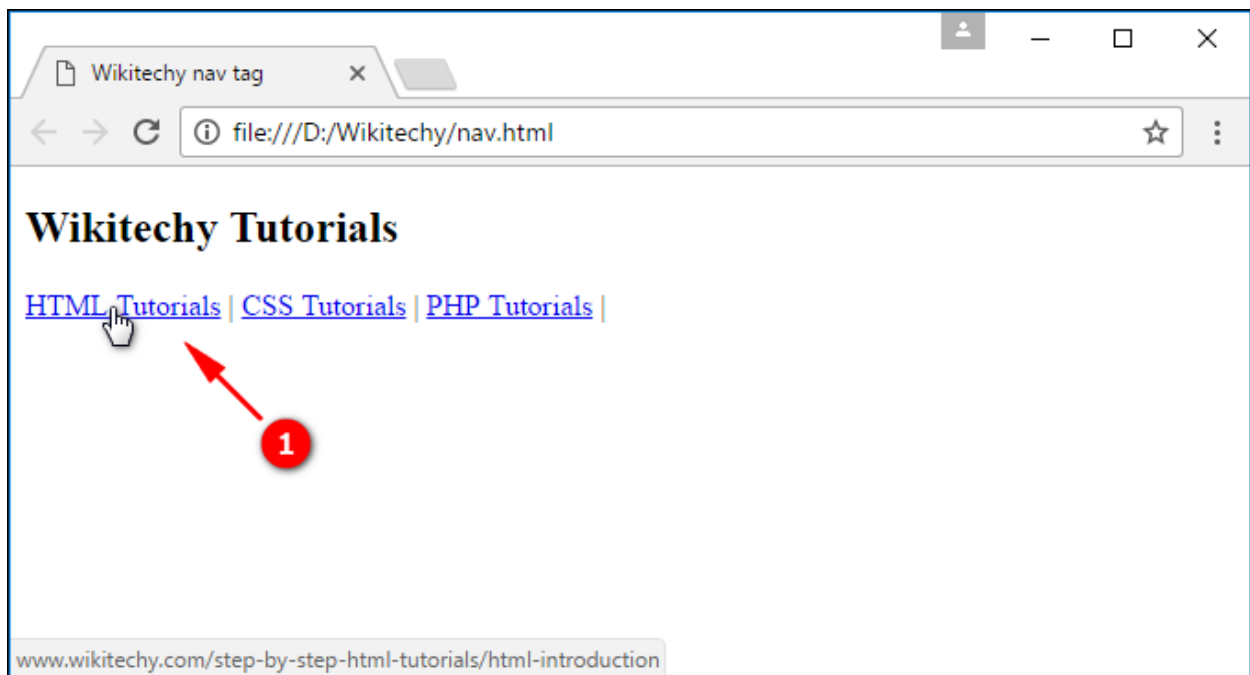 Wikitechy nav tag
file:///D:/Wikitechy/nav.html
Wikitechy Tutorials
HTML Tutorials | CSS Tutorials | PHP Tutorials |
1
www.wikitechy.com/step-by-step-html-tutorials/html-introduction